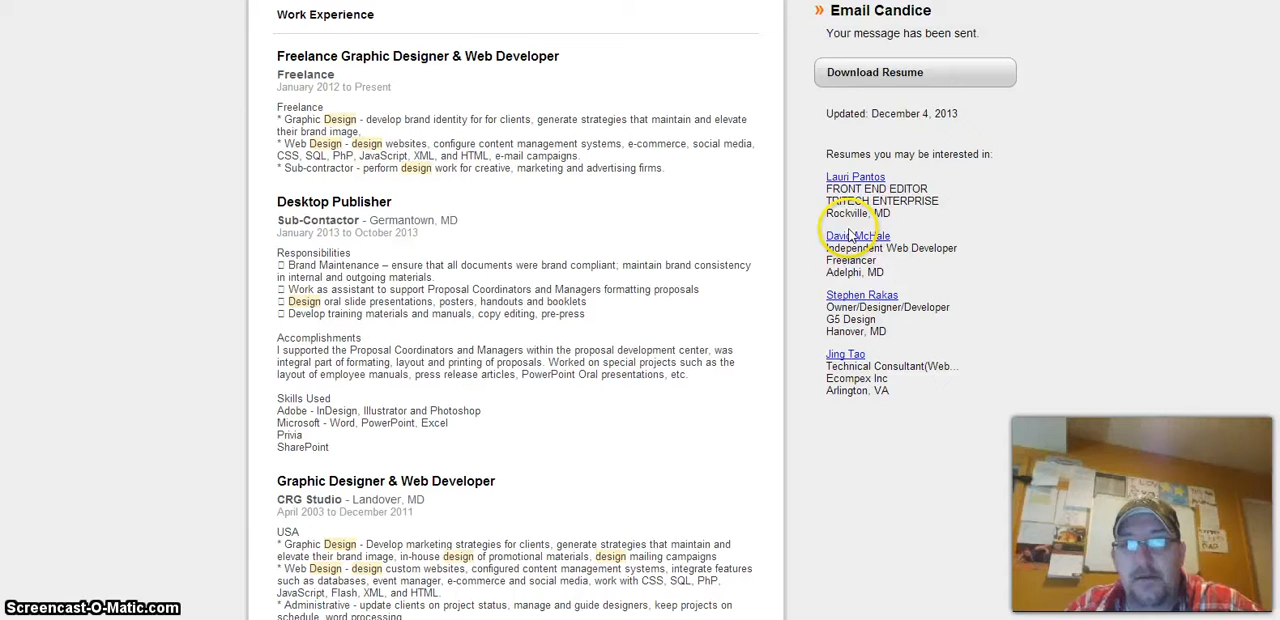 Work Experience
Freelance Graphic Designer & Web Developer
Freelance
January 2012 to Present
Freelance
* Graphic Design - develop brand identity for for clients, generate strategies that maintain and elevate
their brand image,
* Web Design - design websites, configure content management systems, e-commerce, social media,
CSS, SQL, PhP, JavaScript, XML, and HTML, e-mail campaigns.
* Sub-contractor - perform design work for creative, marketing and advertising firms.
Desktop Publisher
Sub-Contactor - Germantown, MD
January 2013 to October 2013
Responsibilities
Brand Maintenance – ensure that all documents were brand compliant; maintain brand consistency
in internal and outgoing materials.
Work as assistant to support Proposal Coordinators and Managers formatting proposals
Design oral slide presentations, posters, handouts and booklets
Develop training materials and manuals, copy editing, pre-press
Accomplishments
I supported the Proposal Coordinators and Managers within the proposal development center, was
integral part of formating, layout and printing of proposals. Worked on special projects such as the
layout of employee manuals, press release articles, PowerPoint Oral presentations, etc.
Skills Used
Adobe - InDesign, Illustrator and Photoshop
Microsoft - Word, PowerPoint, Excel
Privia
SharePoint
Graphic Designer & Web Developer
CRG Studio - Landover, MD
April 2003 to December 2011
USA
* Graphic Design - Develop marketing strategies for clients, generate strategies that maintain and
elevate their brand image, in-house design of promotional materials, design mailing campaigns
* Web Design - design custom websites, configured content management systems, integrate features
such as databases, event manager, e-commerce and social media, work with CSS, SQL, PhP,
JavaScript, Flash, XML, and HTML.
* Administrative - update clients on project status, manage and guide designers, keep projects on
schedule, word processing
» Email Candice
Your message has been sent.
Download Resume
Updated: December 4, 2013
Resumes you may be interested in:
Lauri Pantos
FRONT END EDITOR
TRITECH ENTERPRISE
Rockville, MD
David McHale
Independent Web Developer
Freelancer
Adelphi, MD
Stephen Rakas
Owner/Designer/Developer
G5 Design
Hanover, MD
Jing Tao
Technical Consultant(Web...
Ecompex Inc
Arlington, VA
Screencast-O-Matic.com